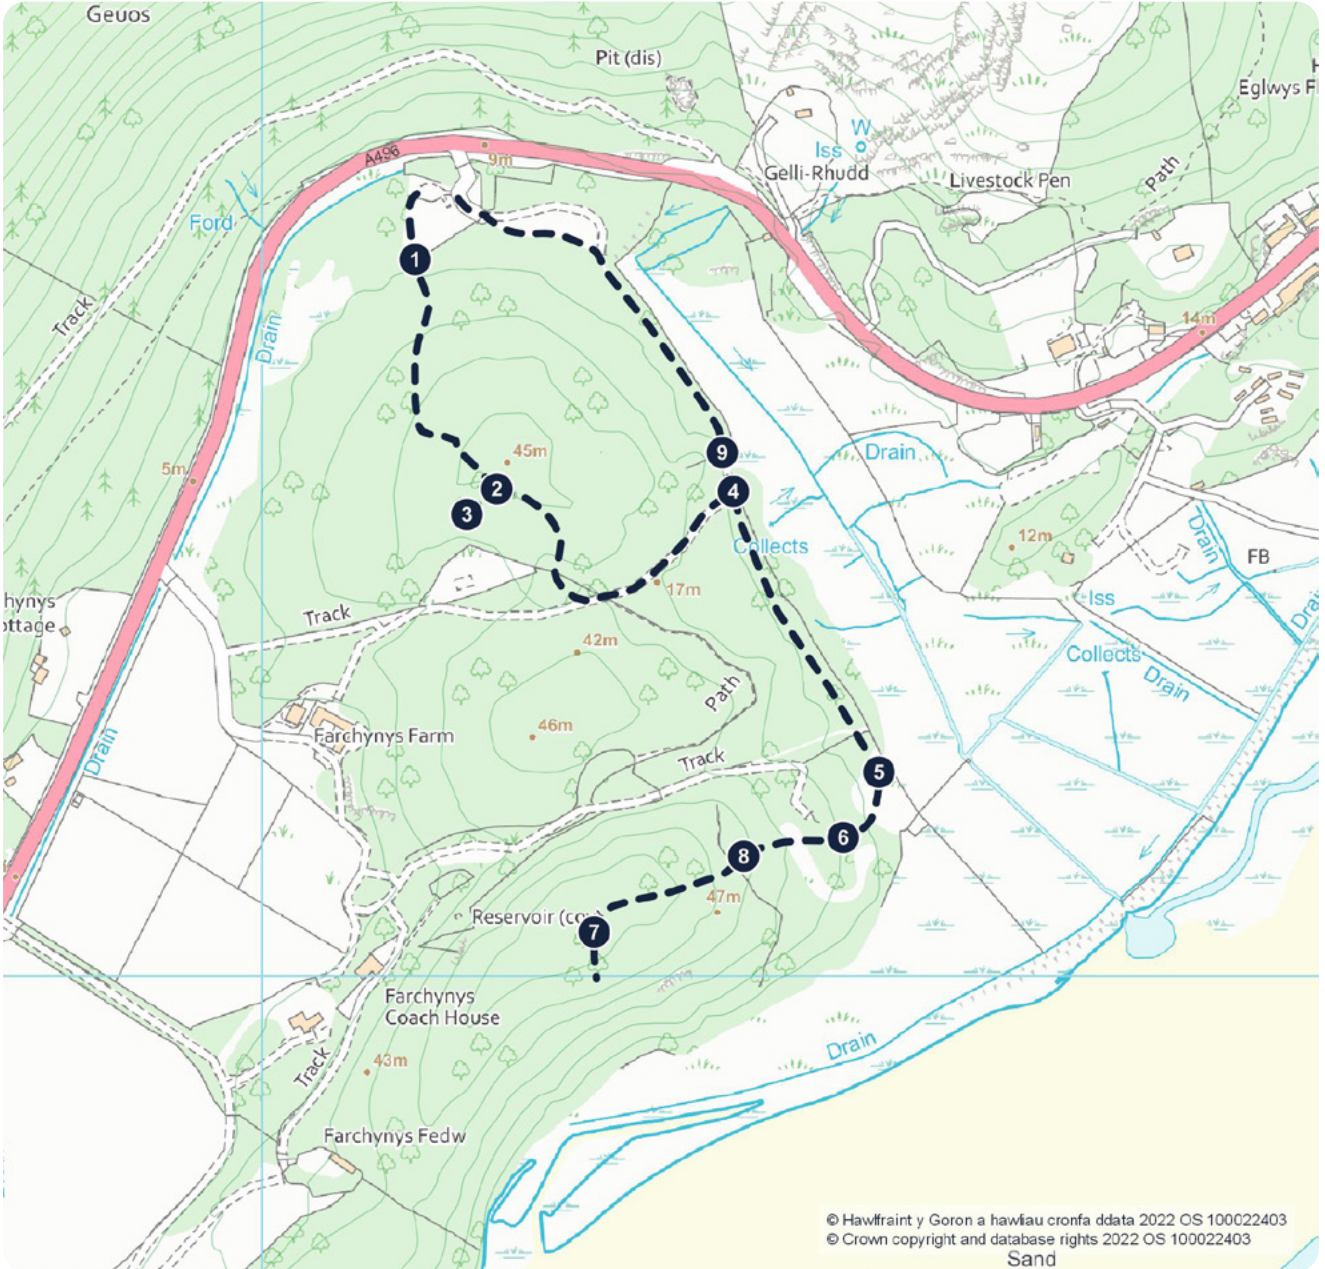 Geuos
Pit (dis)
Eglwys
A496
9m
W
Iss
Gelli-Rhudd
Livestock Pen
Path
Ford
1
Track
Drain
14m
45m
9
Drain
5m
2
4
3
Collects
12m
Drain
FB
17m
Iss
Track
42m
Collects
Drain
Path
Farchynys Farm
46m
Drain
Track
5
6
8
47m
Reservoir
7
Farchynys
Coach House
Drain
Track
43m
Farchynys Fedw
© Hawlfraint y Goron a hawliau cronfa ddata 2022 OS 100022403
© Crown copyright and database rights 2022 OS 100022403
Sand